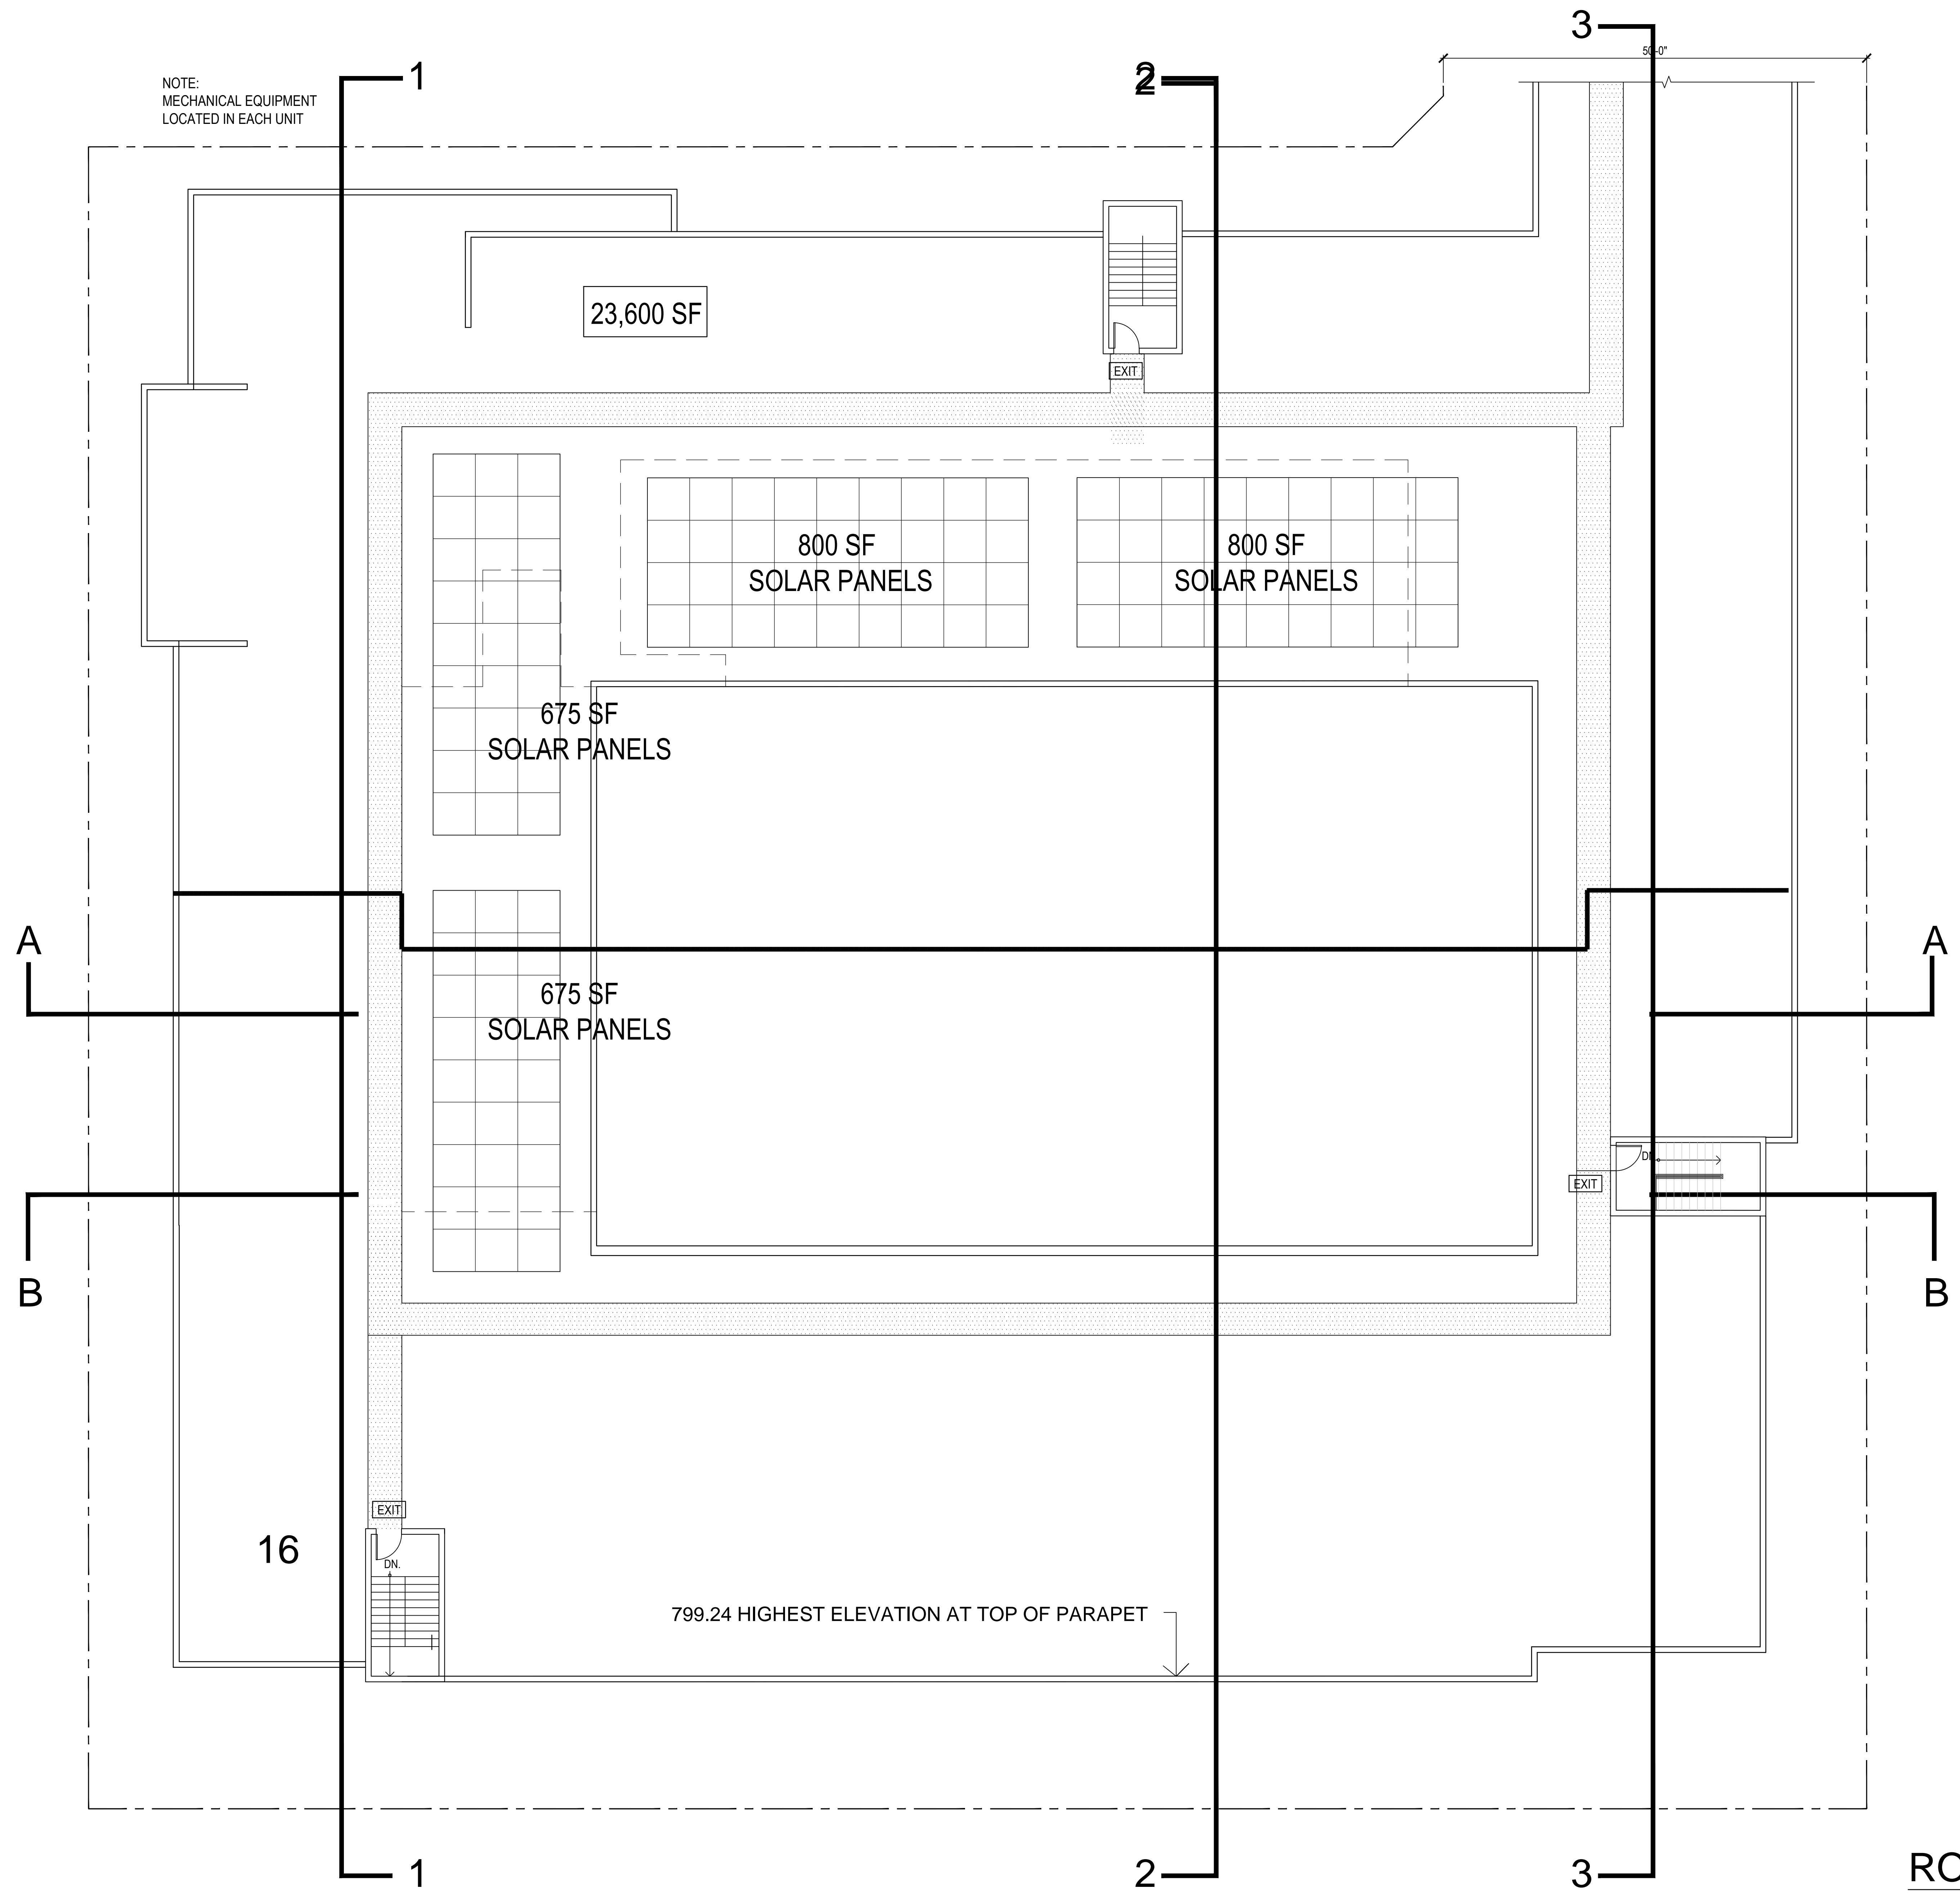 3
50'-0"
1
2
2
NOTE:
MECHANICAL EQUIPMENT
LOCATED IN EACH UNIT
23,600 SF
EXIT
800 SF
SOLAR PANELS
800 SF
SOLAR PANELS
675 SF
SOLAR PANELS
A
A
675 SF
SOLAR PANELS
DN
EXIT
B
B
EXIT
16
DN.
799.24 HIGHEST ELEVATION AT TOP OF PARAPET
1
2
3